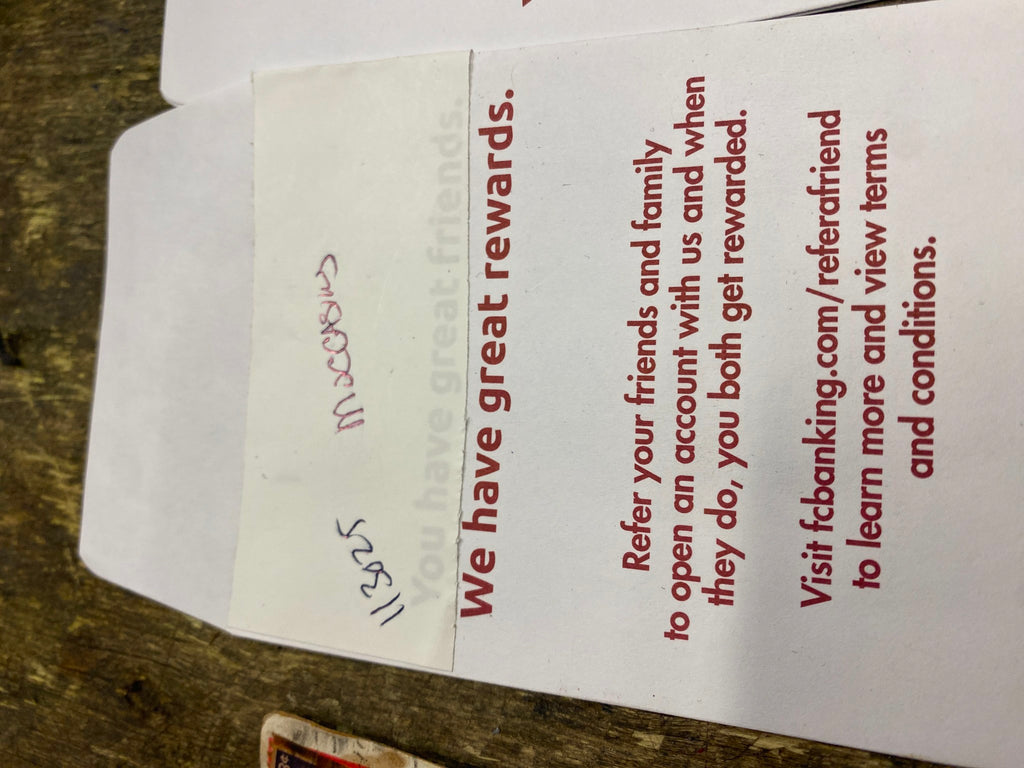 113025 moccasins
You have great friends.
We have great rewards.
Refer your friends and family
to open an account with us and when
they do, you both get rewarded.
Visit fcbanking.com/referafriend
to learn more and view terms
and conditions.